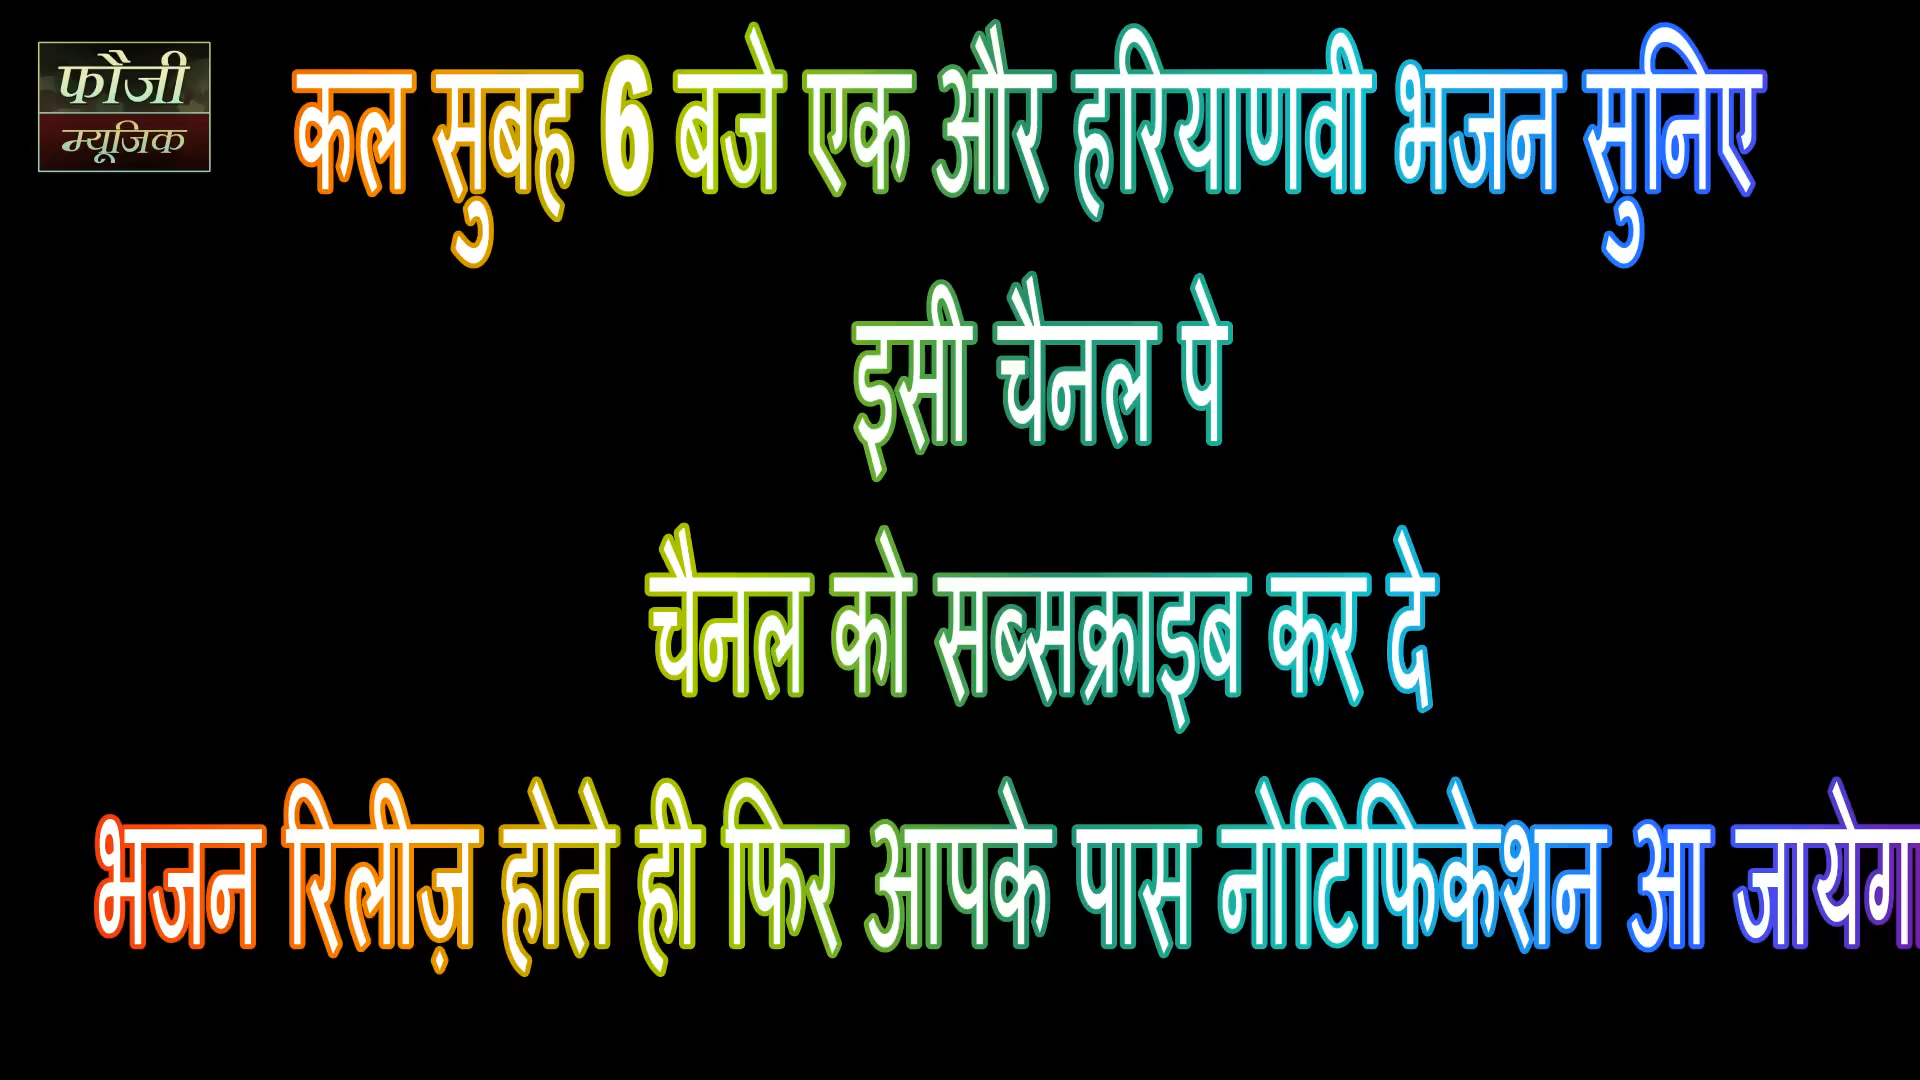 फौजी
म्यूजिक
कल सुबह 6 बजे एक और हरियाणवी भजन सुनिए
इसी चैनल पे
चैनल को सब्सक्राइब कर दे
भजन रिलीज़ होते ही फिर आपके पास नोटिफिकेशन आ जायेगा